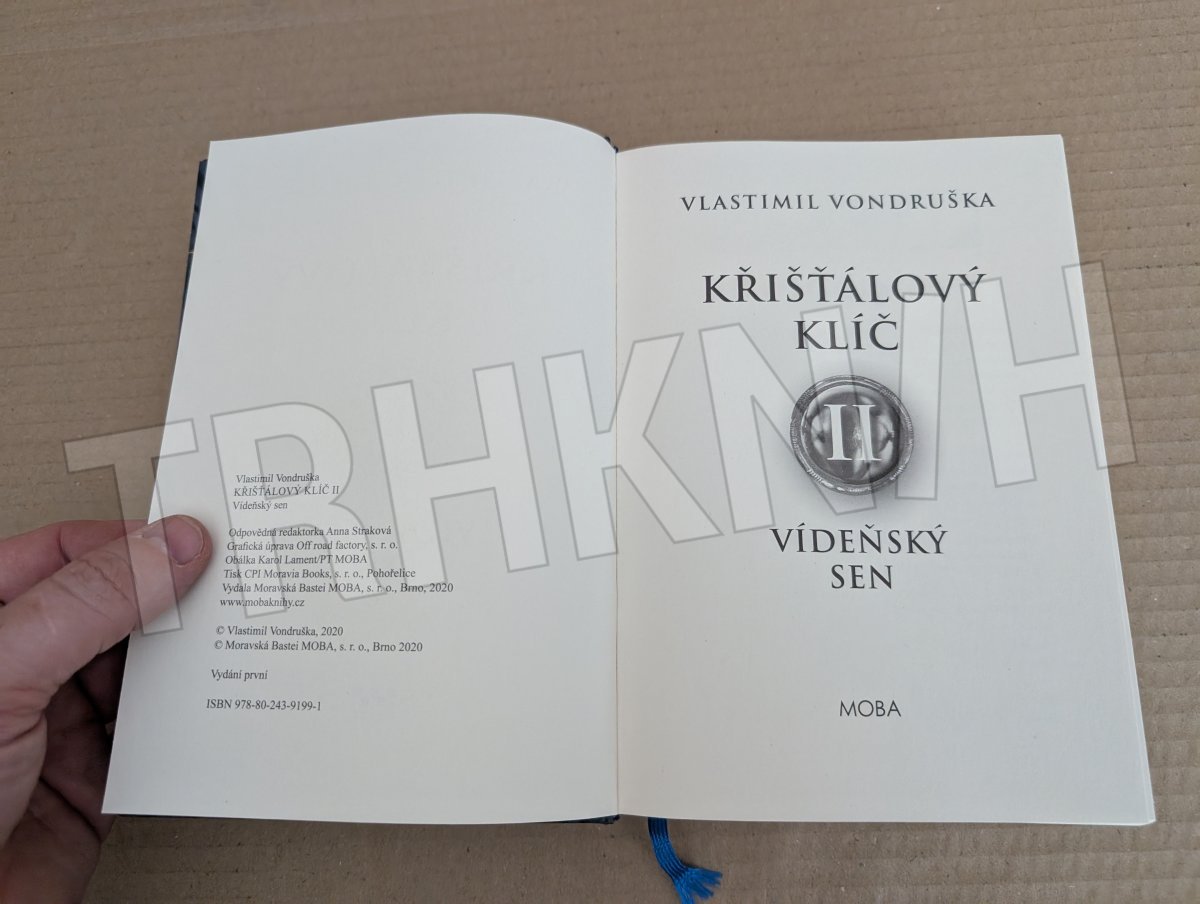 Vlastimil Vondruška
KŘIŠŤÁLOVÝ KLÍČ II
Vídeňský sen
Odpovědná redaktorka Anna Straková
Grafická úprava Off road factory, s. r. o.
Obálka Karol Lament/PT MOBA
Tisk CPI Moravia Books, s. r. o., Pohořelice
Vydala Moravská Bastei MOBA, s. r. o., Brno, 2020
www.mobaknihy.cz
© Vlastimil Vondruška, 2020
© Moravská Bastei MOBA, s. r. o., Brno 2020
Vydání první
ISBN 978-80-243-9199-1
VLASTIMIL VONDRUŠKA
KŘIŠŤÁLOVÝ
KLÍČ
II
VÍDEŇSKÝ
SEN
MOBA
TRHKNIH